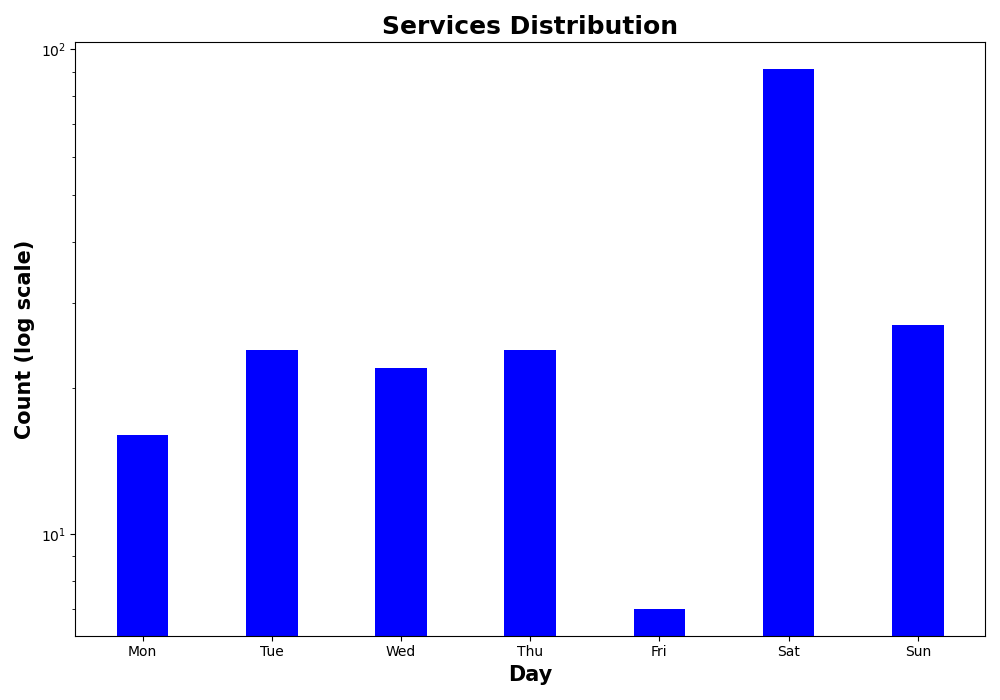 Services Distribution
Count (log scale)
10²
10¹
Mon Tue Wed Thu Fri Sat Sun
Day